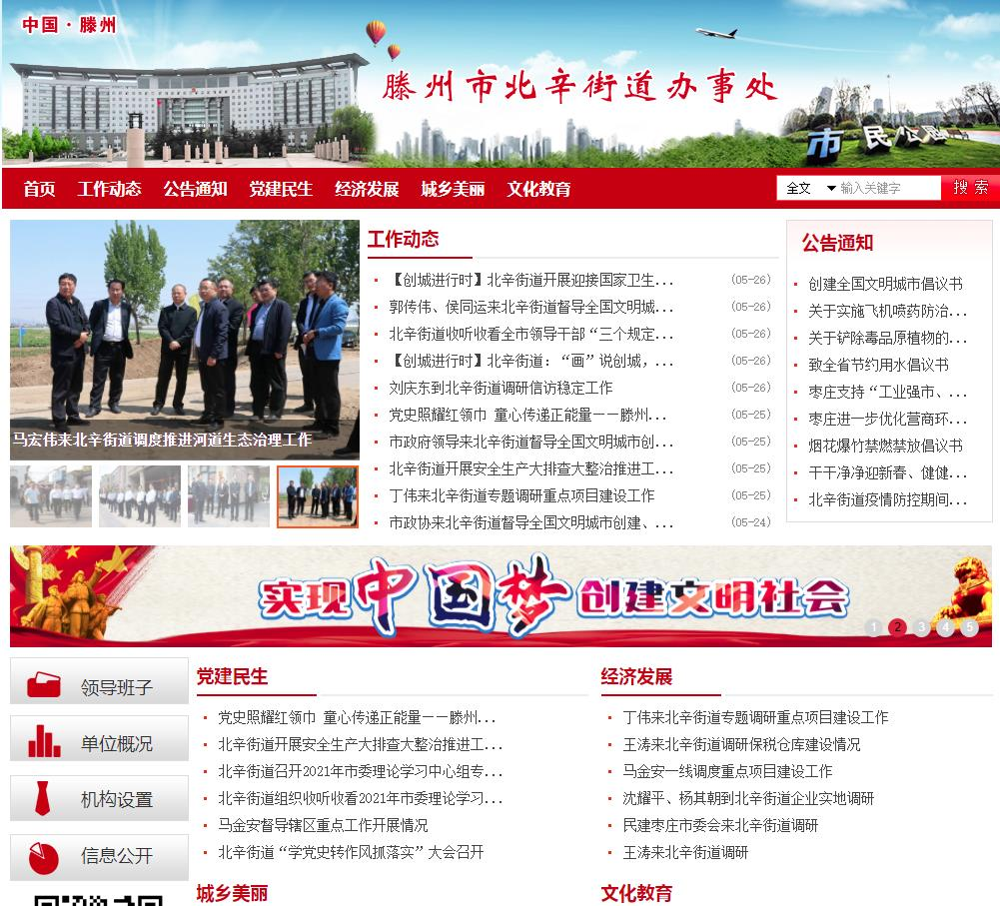 中国·滕州
滕州市北辛街道办事处
市民公园
首页 工作动态 公告通知 党建民生 经济发展 城乡美丽 文化教育
全文 输入关键字 搜索
马宏伟来北辛街道调度推进河道生态治理工作
工作动态
【创城进行时】北辛街道开展迎接国家卫生... (05-26)
郭传伟、侯同运来北辛街道督导全国文明城... (05-26)
北辛街道收听收看全市领导干部“三个规定... (05-26)
【创城进行时】北辛街道：“画”说创城，... (05-26)
刘庆东到北辛街道调研信访稳定工作 (05-26)
党史照耀红领巾 童心传递正能量——滕州... (05-25)
市政府领导来北辛街道督导全国文明城市创... (05-25)
北辛街道开展安全生产大排查大整治推进工... (05-25)
丁伟来北辛街道专题调研重点项目建设工作 (05-25)
市政协来北辛街道督导全国文明城市创建、... (05-24)
公告通知
创建全国文明城市倡议书
关于实施飞机喷药防治...
关于铲除毒品原植物的...
致全省节约用水倡议书
枣庄支持“工业强市、...
枣庄进一步优化营商环...
烟花爆竹禁燃禁放倡议书
干干净净迎新春、健健...
北辛街道疫情防控期间...
实现中国梦 创建文明社会
1 2 3 4 5
领导班子
单位概况
机构设置
信息公开
党建民生
党史照耀红领巾 童心传递正能量——滕州...
北辛街道开展安全生产大排查大整治推进工...
北辛街道召开2021年市委理论学习中心组专...
北辛街道组织收听收看2021年市委理论学习...
马金安督导辖区重点工作开展情况
北辛街道“学党史转作风抓落实”大会召开
经济发展
丁伟来北辛街道专题调研重点项目建设工作
王涛来北辛街道调研保税仓库建设情况
马金安一线调度重点项目建设工作
沈耀平、杨其朝到北辛街道企业实地调研
民建枣庄市委会来北辛街道调研
王涛来北辛街道调研
城乡美丽
文化教育